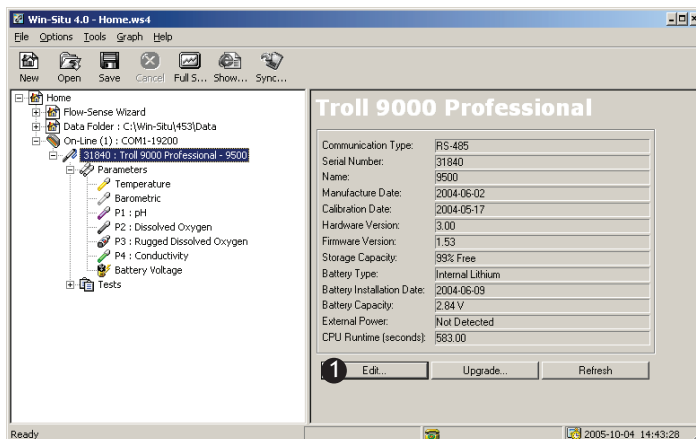 Win-Situ 4.0 - Home.ws4
File Options Tools Graph Help
New Open Save Cancel Full S... Show... Sync...
Home
Flow-Sense Wizard
Data Folder : C:\Win-Situ\453\Data
On-Line (1) : COM1-19200
31840 : Troll 9000 Professional - 9500
Parameters
Temperature
Barometric
P1 : pH
P2 : Dissolved Oxygen
P3 : Rugged Dissolved Oxygen
P4 : Conductivity
Battery Voltage
Tests
Troll 9000 Professional
Communication Type: RS-485
Serial Number: 31840
Name: 9500
Manufacture Date: 2004-06-02
Calibration Date: 2004-05-17
Hardware Version: 3.00
Firmware Version: 1.53
Storage Capacity: 99% Free
Battery Type: Internal Lithium
Battery Installation Date: 2004-06-09
Battery Capacity: 2.84 V
External Power: Not Detected
CPU Runtime (seconds): 583.00
1 Edit... Upgrade... Refresh
Ready 2005-10-04 14:43:28